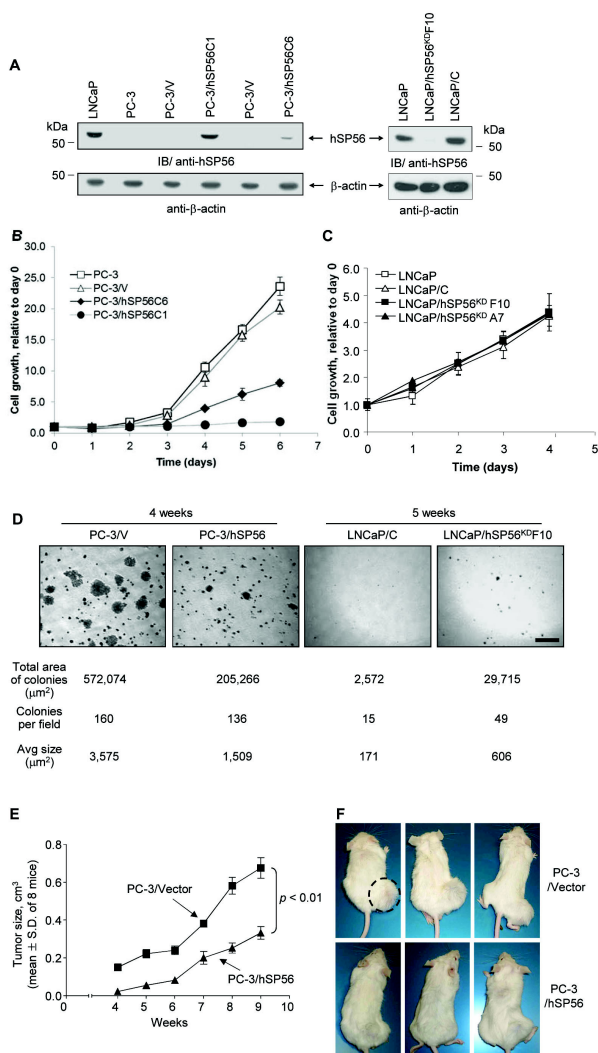 A
LNCaP
PC-3
PC-3/V
PC-3/hSP56C1
PC-3/V
PC-3/hSP56C6
LNCaP
LNCaP/hSP56KDF10
LNCaP/C
kDa
50
hSP56
kDa
50
IB/ anti-hSP56
IB/ anti-hSP56
50
β-actin
50
anti-β-actin
anti-β-actin
B
Cell growth, relative to day 0
30.0
25.0
20.0
15.0
10.0
5.0
0.0
PC-3
PC-3/V
PC-3/hSP56C6
PC-3/hSP56C1
0 1 2 3 4 5 6 7
Time (days)
C
Cell growth, relative to day 0
6.0
5.0
4.0
3.0
2.0
1.0
0.0
LNCaP
LNCaP/C
LNCaP/hSP56KD F10
LNCaP/hSP56KD A7
0 1 2 3 4 5
Time (days)
D
4 weeks 5 weeks
PC-3/V PC-3/hSP56 LNCaP/C LNCaP/hSP56KDF10
Total area
of colonies
(μm2)
572,074 205,266 2,572 29,715
Colonies
per field
160 136 15 49
Avg size
(μm2)
3,575 1,509 171 606
E
Tumor size, cm3
(mean ± S.D. of 8 mice)
0.8
0.6
0.4
0.2
0
PC-3/Vector
p < 0.01
PC-3/hSP56
0 4 5 6 7 8 9 10
Weeks
F
PC-3
/Vector
PC-3
/hSP56